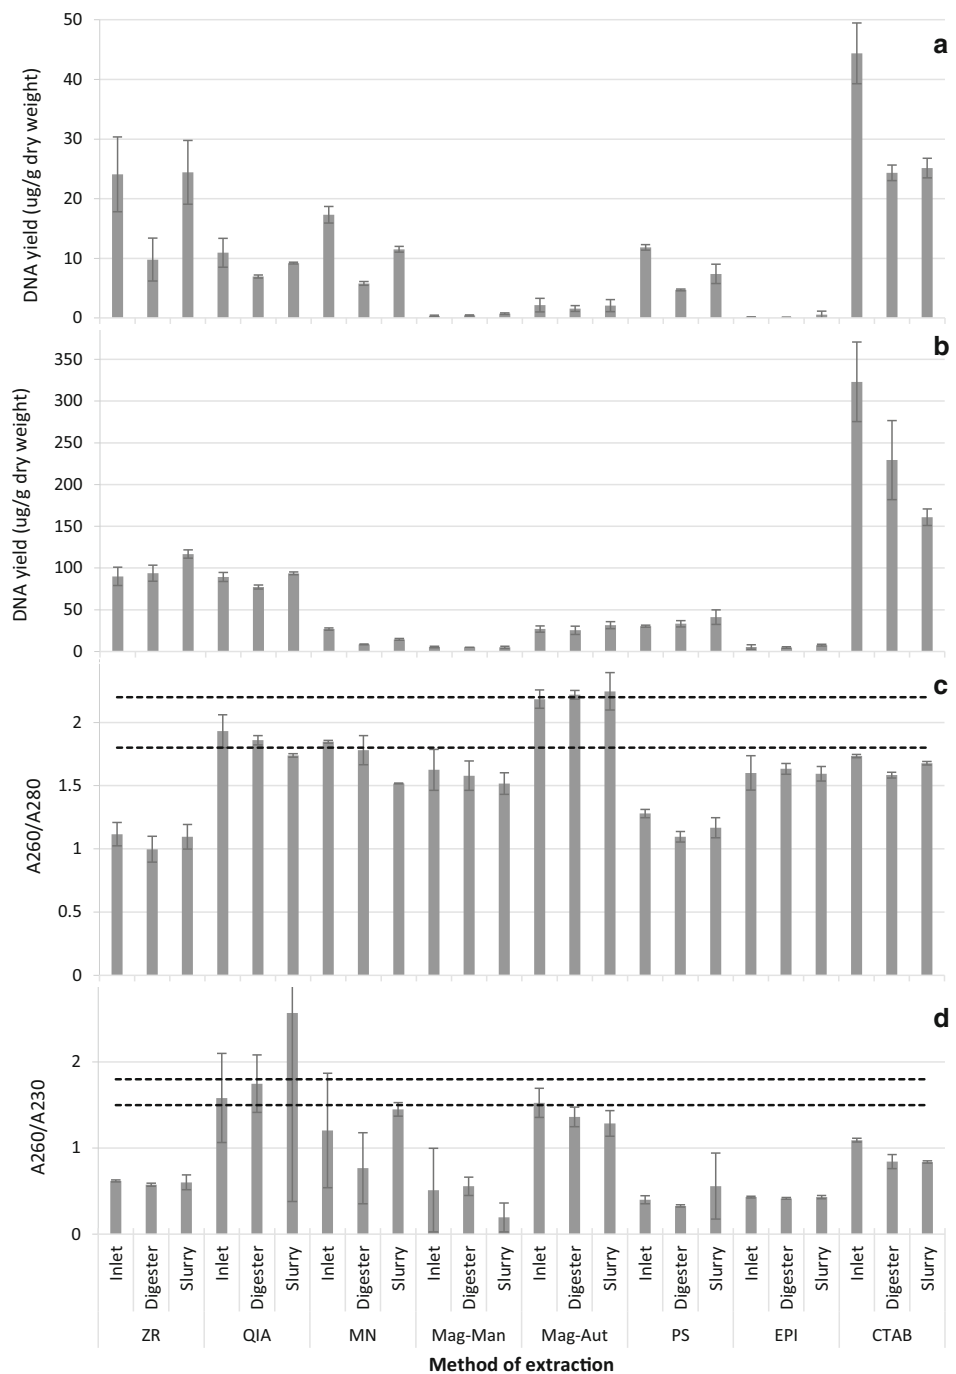 a
DNA yield (ug/g dry weight)
50
40
30
20
10
0
b
DNA yield (ug/g dry weight)
350
300
250
200
150
100
50
0
c
A260/A280
2
1.5
1
0.5
0
d
A260/A230
2
1
0
Inlet Digester Slurry Inlet Digester Slurry Inlet Digester Slurry Inlet Digester Slurry Inlet Digester Slurry Inlet Digester Slurry Inlet Digester Slurry Inlet Digester Slurry
ZR QIA MN Mag-Man Mag-Aut PS EPI CTAB
Method of extraction